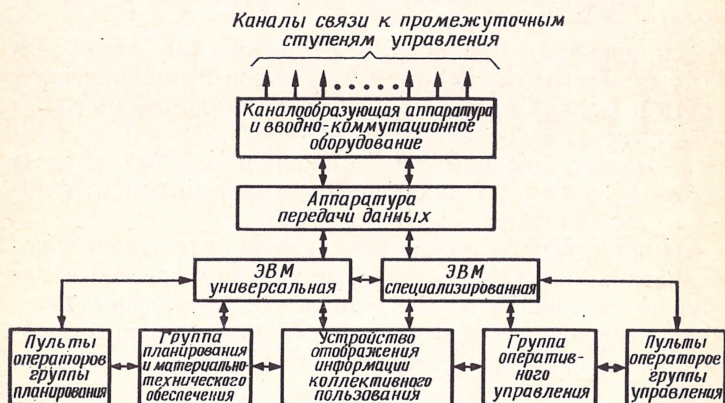 Каналы связи к промежуточным
ступеням управления
Каналообразующая аппаратура
и вводно-коммутационное
оборудование
Аппаратура
передачи данных
ЭВМ
универсальная
ЭВМ
специализированная
Пульты
операторов
группы
планирования
Группа
планирования
и материально-
технического
обеспечения
Устройство
отображения
информации
коллективного
пользования
Группа
оператив-
ного
управления
Пульты
операторов
группы
управления